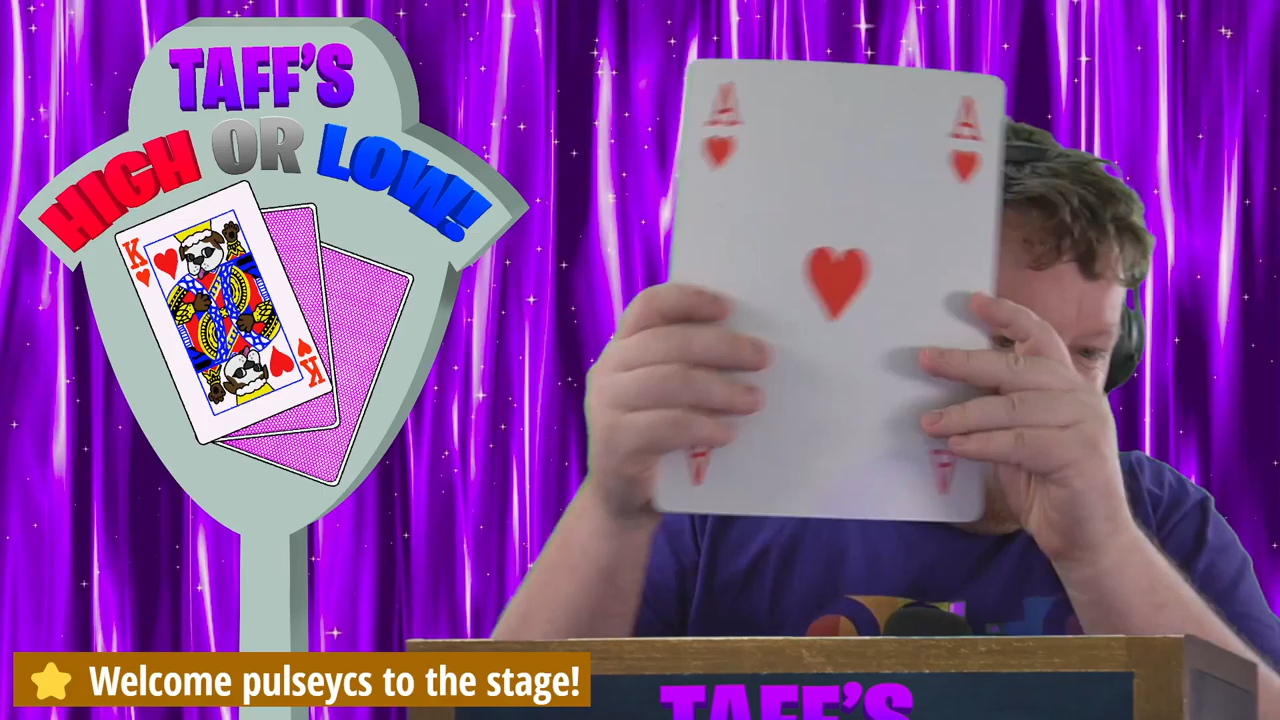 TAFF'S
HIGH OR LOW!
K
K
A A
A A
Welcome pulseycs to the stage!
TAFF'S